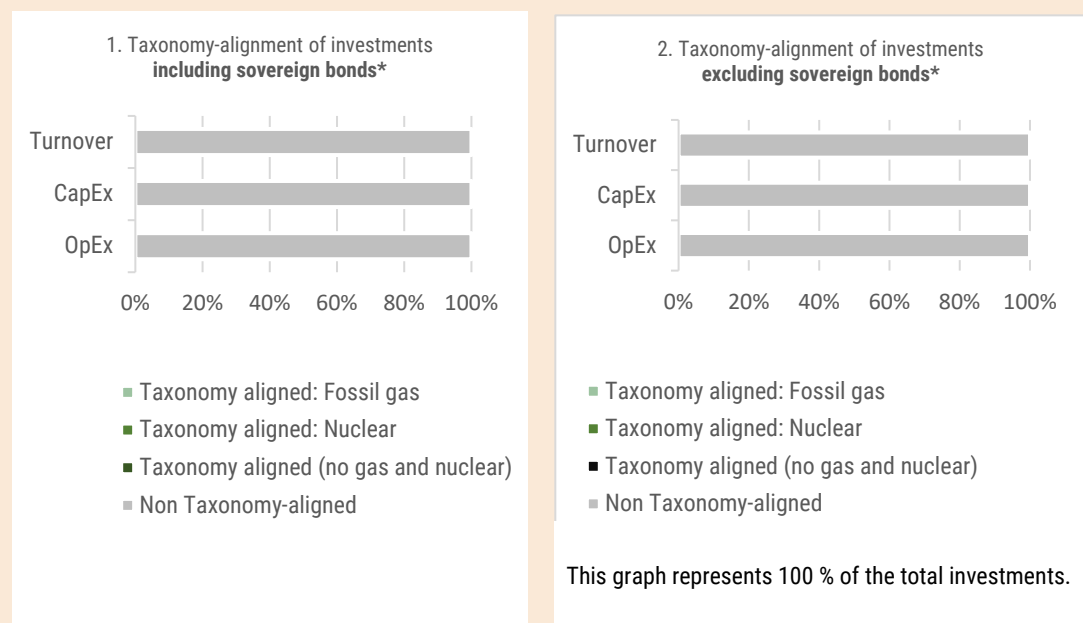 1. Taxonomy-alignment of investments
including sovereign bonds*
Turnover
CapEx
OpEx
0% 20% 40% 60% 80% 100%
Taxonomy aligned: Fossil gas
Taxonomy aligned: Nuclear
Taxonomy aligned (no gas and nuclear)
Non Taxonomy-aligned
2. Taxonomy-alignment of investments
excluding sovereign bonds*
Turnover
CapEx
OpEx
0% 20% 40% 60% 80% 100%
Taxonomy aligned: Fossil gas
Taxonomy aligned: Nuclear
Taxonomy aligned (no gas and nuclear)
Non Taxonomy-aligned
This graph represents 100 % of the total investments.